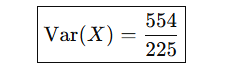 Var(X) = 554/225